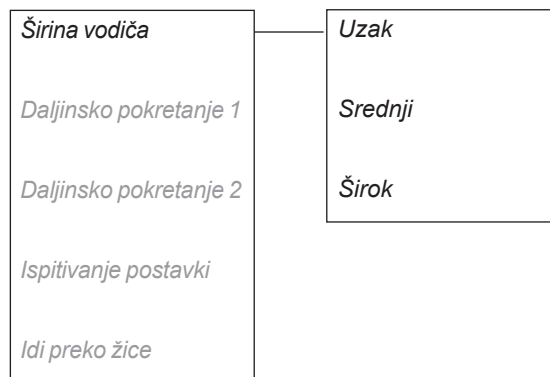 Širina vodiča
Daljinsko pokretanje 1
Daljinsko pokretanje 2
Ispitivanje postavki
Idi preko žice
Uzak
Srednji
Širok